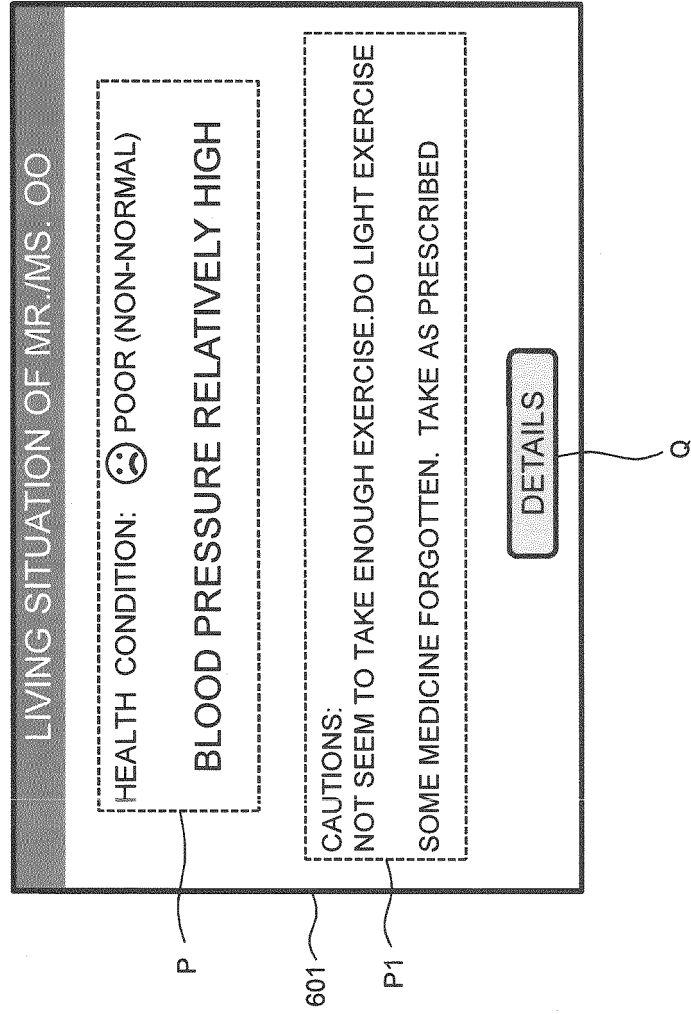 LIVING SITUATION OF MR./MS. OO
HEALTH CONDITION: POOR (NON-NORMAL)
BLOOD PRESSURE RELATIVELY HIGH
CAUTIONS:
NOT SEEM TO TAKE ENOUGH EXERCISE.DO LIGHT EXERCISE
SOME MEDICINE FORGOTTEN. TAKE AS PRESCRIBED
DETAILS
P
601
P1
Q